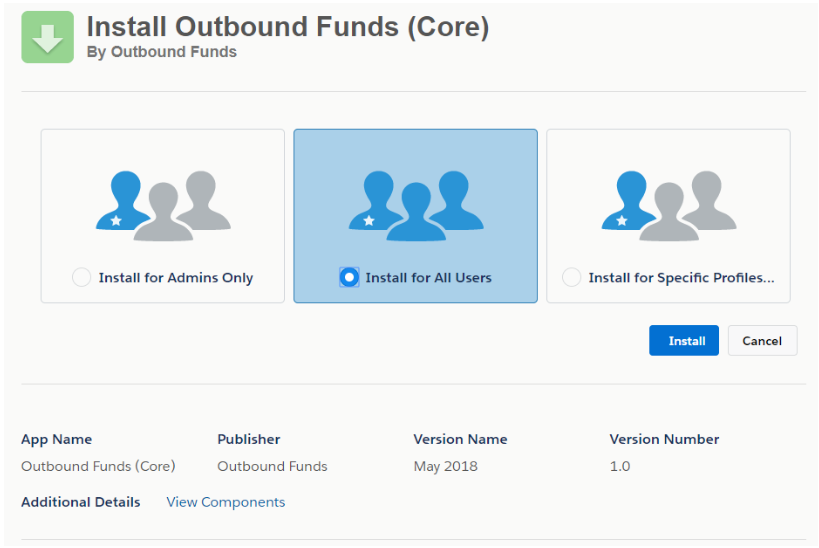 Install Outbound Funds (Core)
By Outbound Funds
Install for Admins Only
Install for All Users
Install for Specific Profiles...
Install
Cancel
App Name
Publisher
Version Name
Version Number
Outbound Funds (Core)
Outbound Funds
May 2018
1.0
Additional Details
View Components